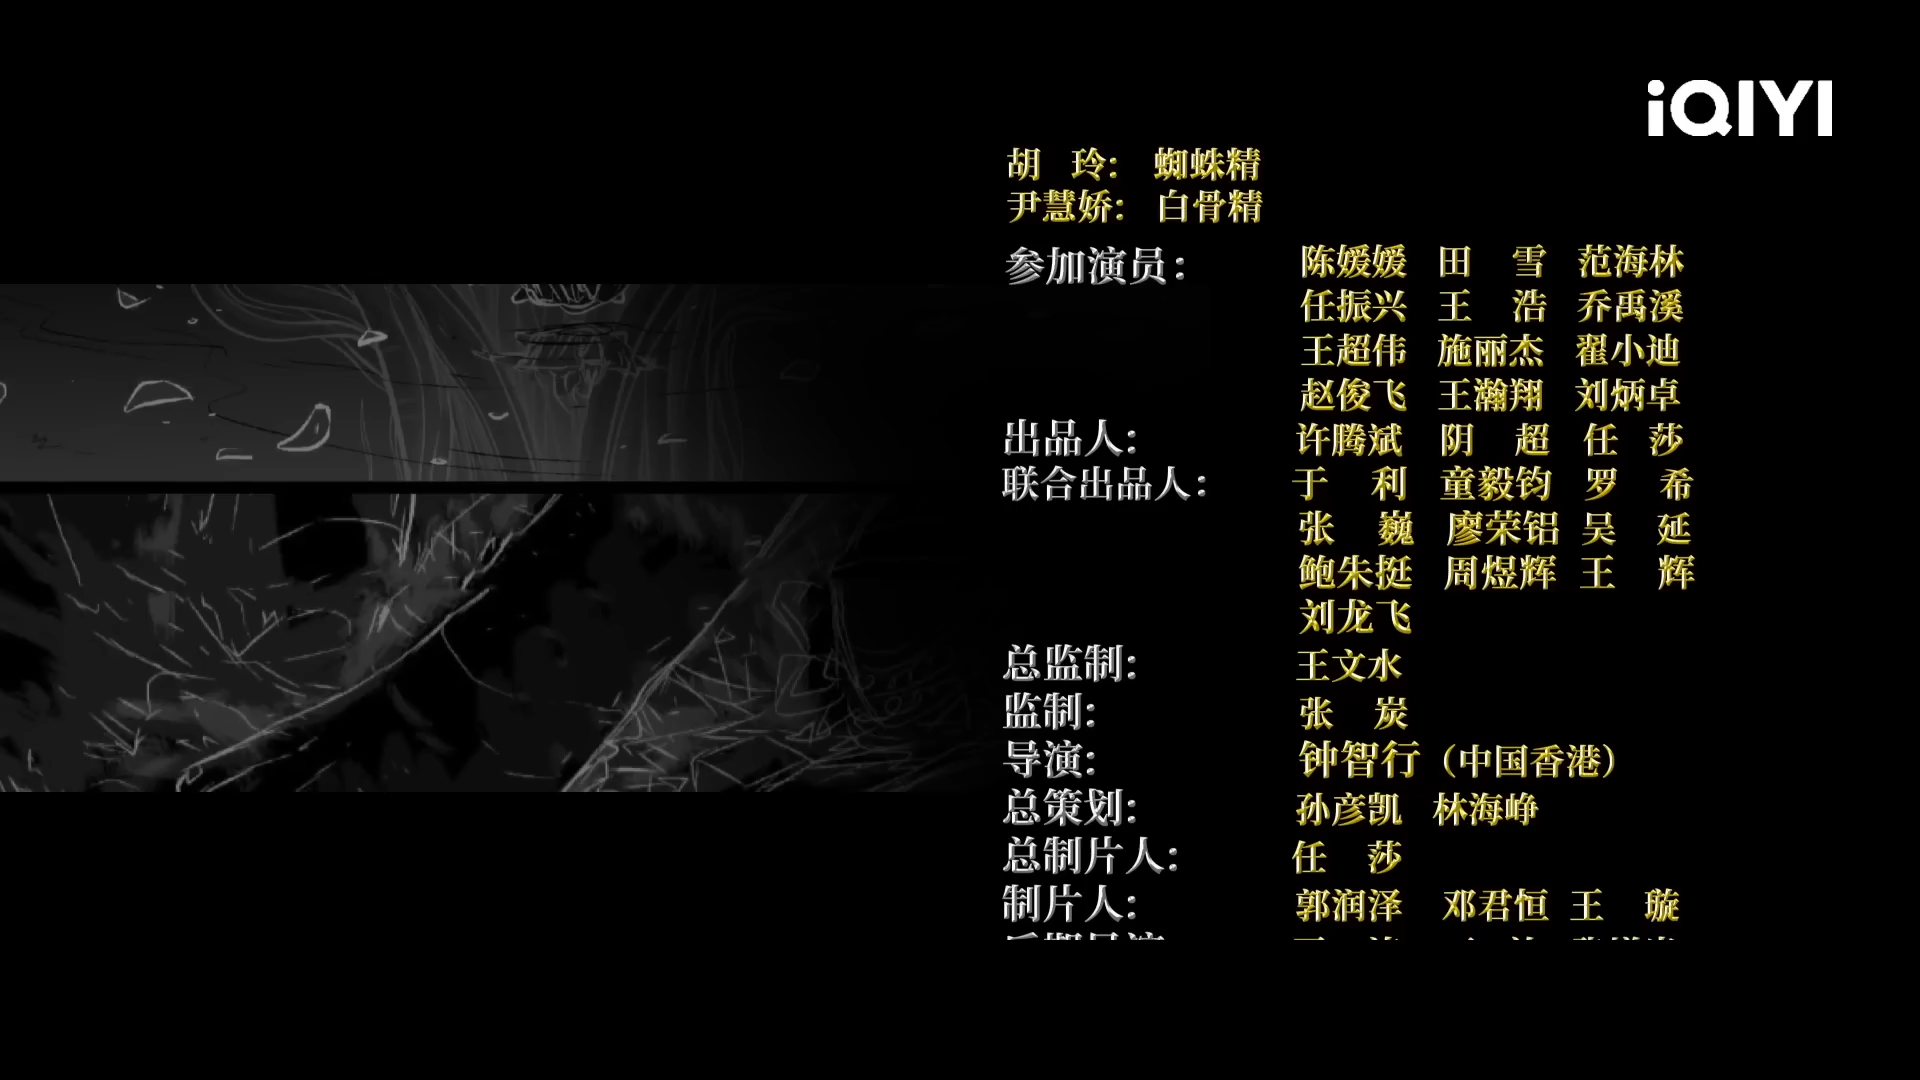 iQIYI
胡 玲: 蜘蛛精
尹慧娇: 白骨精
参加演员: 陈媛媛 田 雪 范海林
任振兴 王 浩 乔禹溪
王超伟 施丽杰 翟小迪
赵俊飞 王瀚翔 刘炳卓
出品人: 许腾斌 阴 超 任 莎
联合出品人: 于 利 童毅钧 罗 希
张 巍 廖荣铝 吴 延
鲍朱挺 周煜辉 王 辉
刘龙飞
总监制: 王文水
监制: 张 炭
导演: 钟智行（中国香港）
总策划: 孙彦凯 林海峥
总制片人: 任 莎
制片人: 郭润泽 邓君恒 王 璇